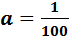 a = 1/100